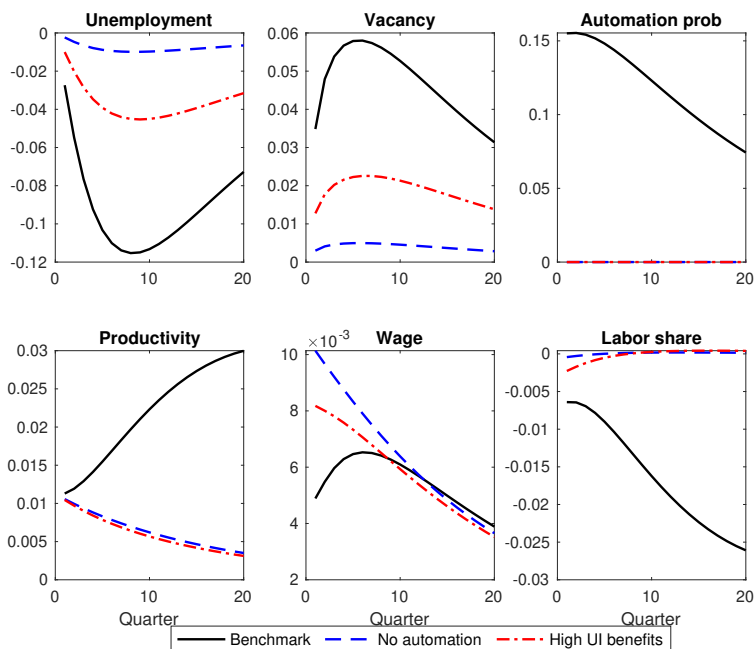 Unemployment Vacancy Automation prob
0 0.06 0.15
-0.02 0.05
-0.04 0.04 0.1
-0.06 0.03
-0.08 0.02 0.05
-0.1 0.01
-0.12 0 0
0 10 20 0 10 20 0 10 20
Productivity Wage Labor share
×10⁻³
0.03 10 0
0.025 -0.005
0.02 8 -0.01
0.015 6 -0.015
0.01 -0.02
0.005 4 -0.025
0 2 -0.03
0 10 20 0 10 20 0 10 20
Quarter Quarter Quarter
Benchmark No automation High UI benefits